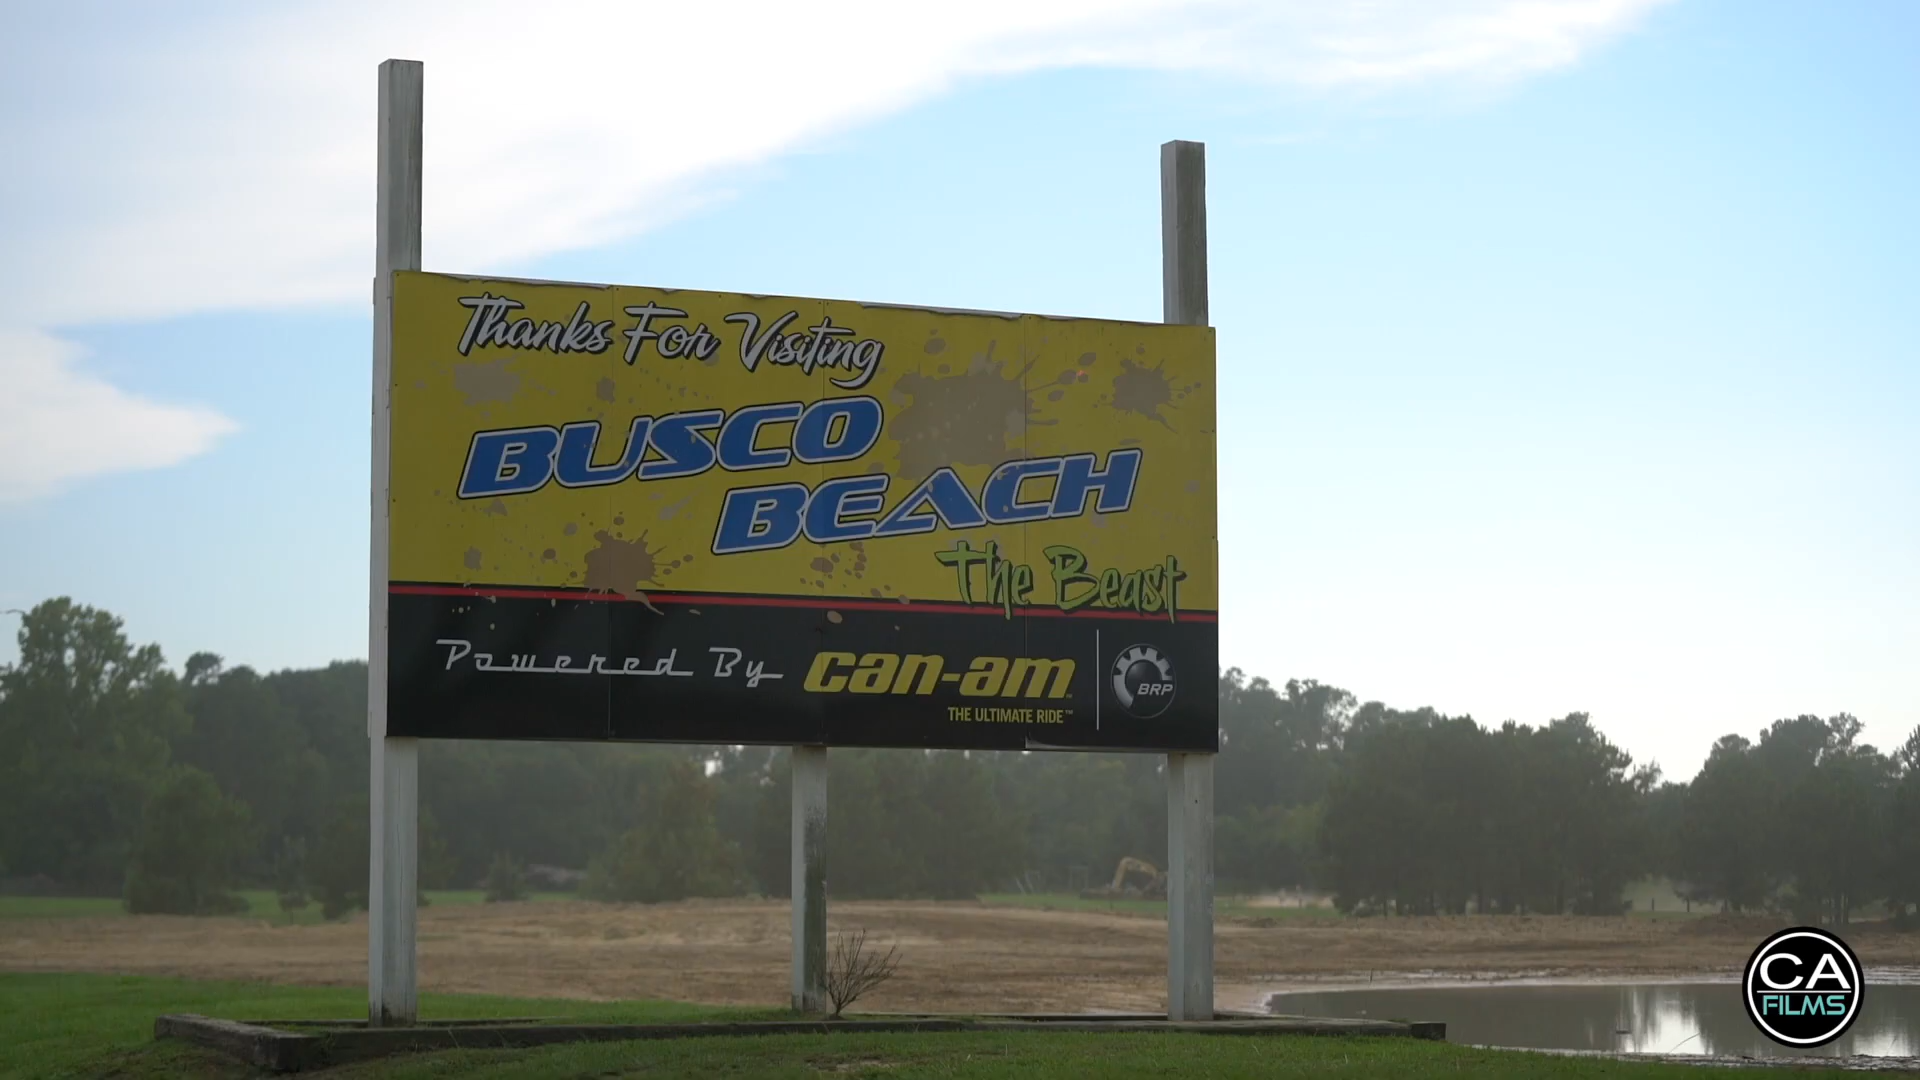 Thanks For Visiting
BUSCO
BEACH
The Beast
Powered By can-am
THE ULTIMATE RIDE™
BRP
CA
FILMS